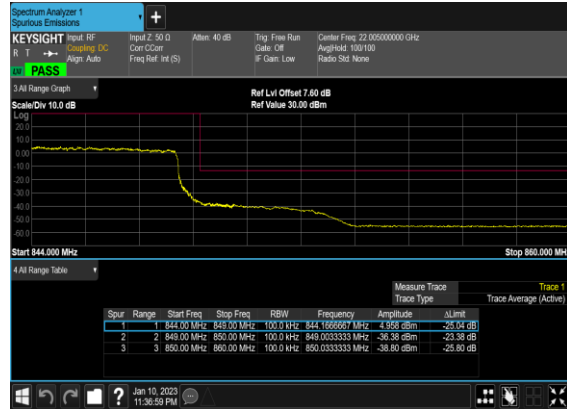 Spectrum Analyzer 1
Spurious Emissions
KEYSIGHT Input: RF Input Z: 50 Ω Atten: 40 dB Trig: Free Run Center Freq: 22.005000000 GHz
R T Coupling: DC Corr CCorr Gate: Off Avg|Hold: 100/100
Align: Auto Freq Ref: Int (S) IF Gain: Low Radio Std: None
PASS
3 All Range Graph
Ref Lvl Offset 7.60 dB
Scale/Div 10.0 dB Ref Value 30.00 dBm
Log
20.0
10.0
0.00
-10.0
-20.0
-30.0
-40.0
-50.0
-60.0
Start 844.000 MHz Stop 860.000 MH
4 All Range Table
Measure Trace Trace 1
Trace Type Trace Average (Active)
Spur Range Start Freq Stop Freq RBW Frequency Amplitude ΔLimit
1 1 844.00 MHz 849.00 MHz 100.0 kHz 844.1666667 MHz 4.958 dBm -25.04 dB
2 2 849.00 MHz 850.00 MHz 100.0 kHz 849.0033333 MHz -36.38 dBm -23.38 dB
3 3 850.00 MHz 860.00 MHz 100.0 kHz 850.0333333 MHz -38.80 dBm -25.80 dB
Jan 10, 2023
11:36:59 PM